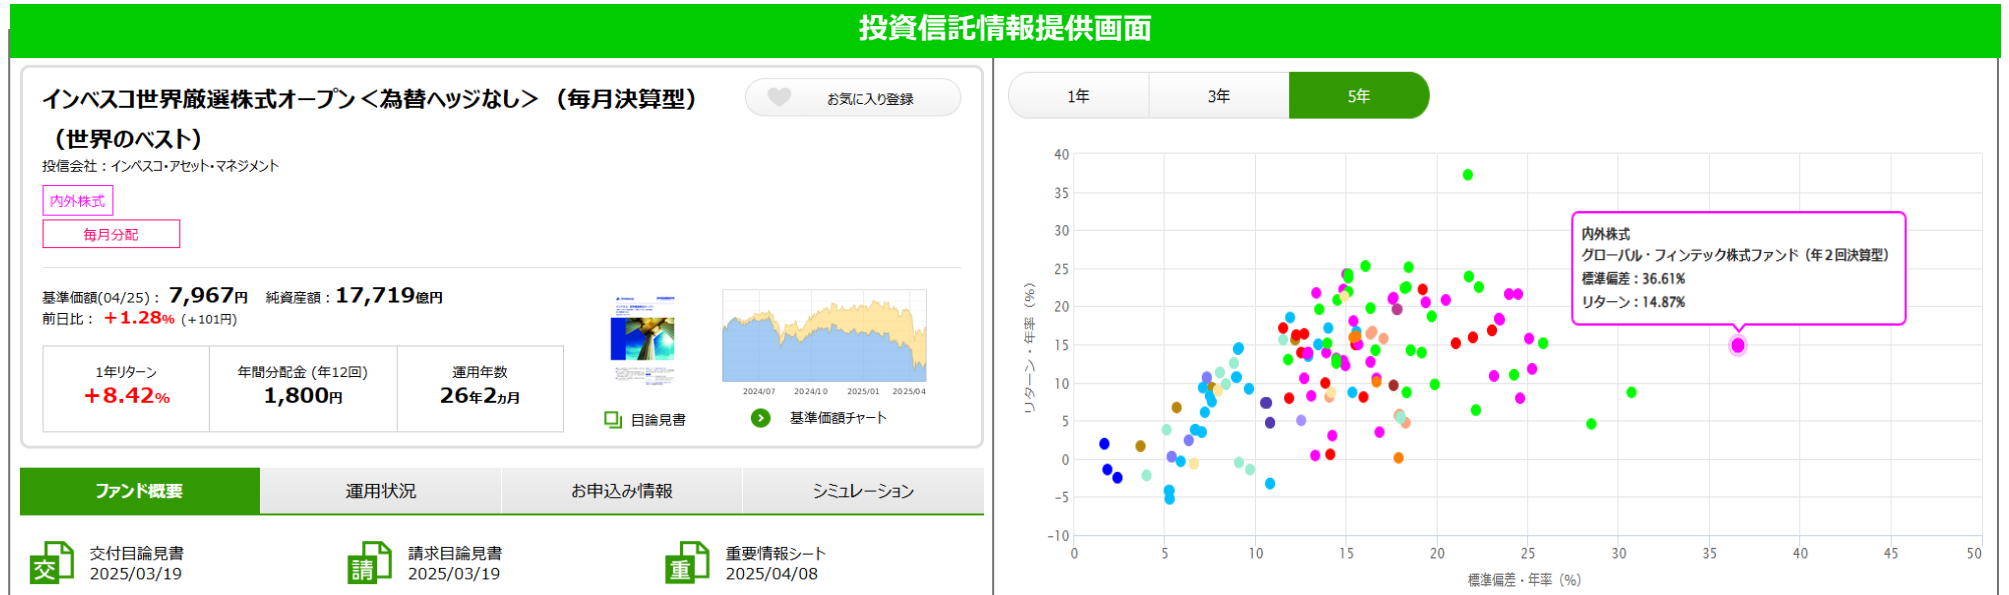 投資信託情報提供画面
インベスコ世界厳選株式オープン＜為替ヘッジなし＞（毎月決算型）
（世界のベスト）
お気に入り登録
投信会社：インベスコ・アセット・マネジメント
内外株式
毎月分配
基準価額(04/25)： 7,967円 純資産額：17,719億円
前日比： +1.28% (+101円)
1年リターン
+8.42%
年間分配金 (年12回)
1,800円
運用年数
26年2ヵ月
2024/07 2024/10 2025/01 2025/04
目論見書
基準価額チャート
ファンド概要 運用状況 お申込み情報 シミュレーション
交 交付目論見書
2025/03/19
請 請求目論見書
2025/03/19
重 重要情報シート
2025/04/08
1年 3年 5年
リターン・年率（%）
40
35
30
25
20
15
10
5
0
-5
-10
0 5 10 15 20 25 30 35 40 45 50
標準偏差・年率（%）
内外株式
グローバル・フィンテック株式ファンド（年２回決算型）
標準偏差：36.61%
リターン：14.87%